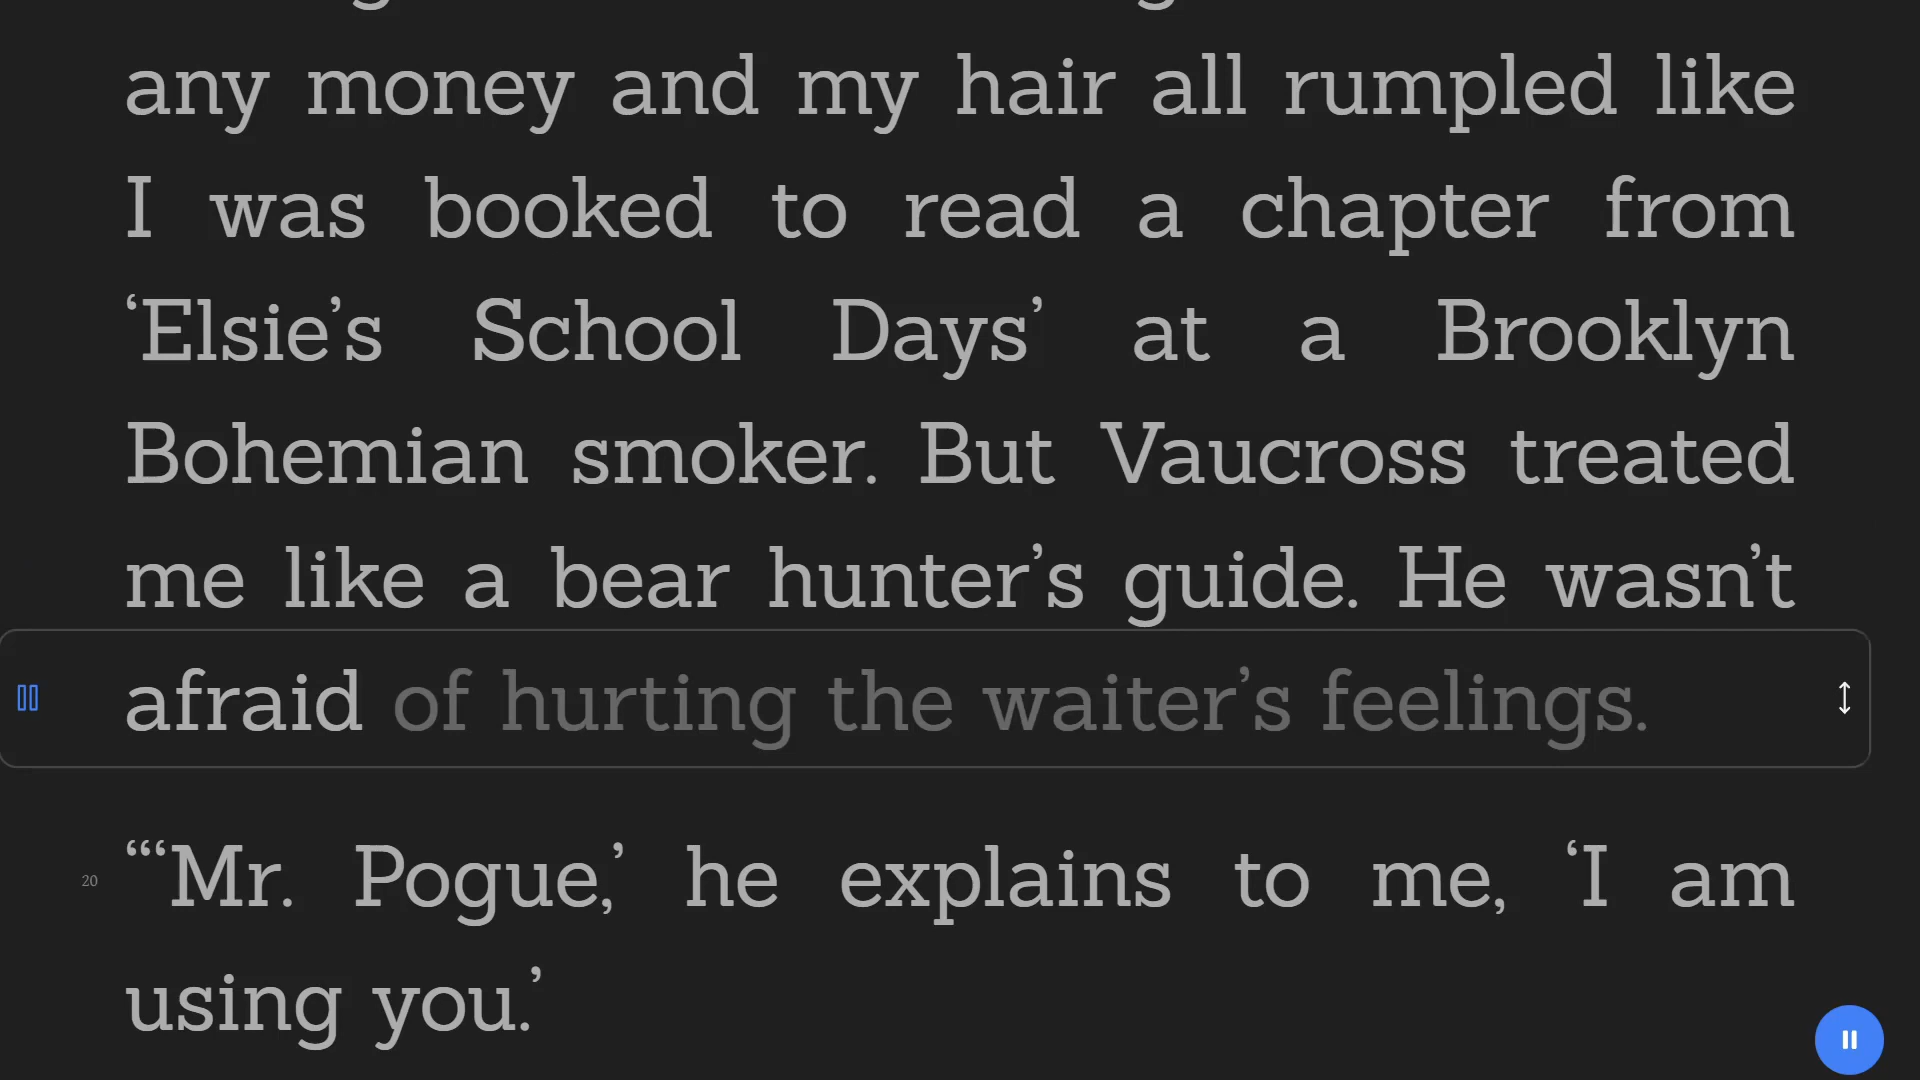 any money and my hair all rumpled like
I was booked to read a chapter from
‘Elsie’s School Days’ at a Brooklyn
Bohemian smoker. But Vaucross treated
me like a bear hunter’s guide. He wasn’t
afraid of hurting the waiter’s feelings.
20 “‘Mr. Pogue,’ he explains to me, ‘I am
using you.’